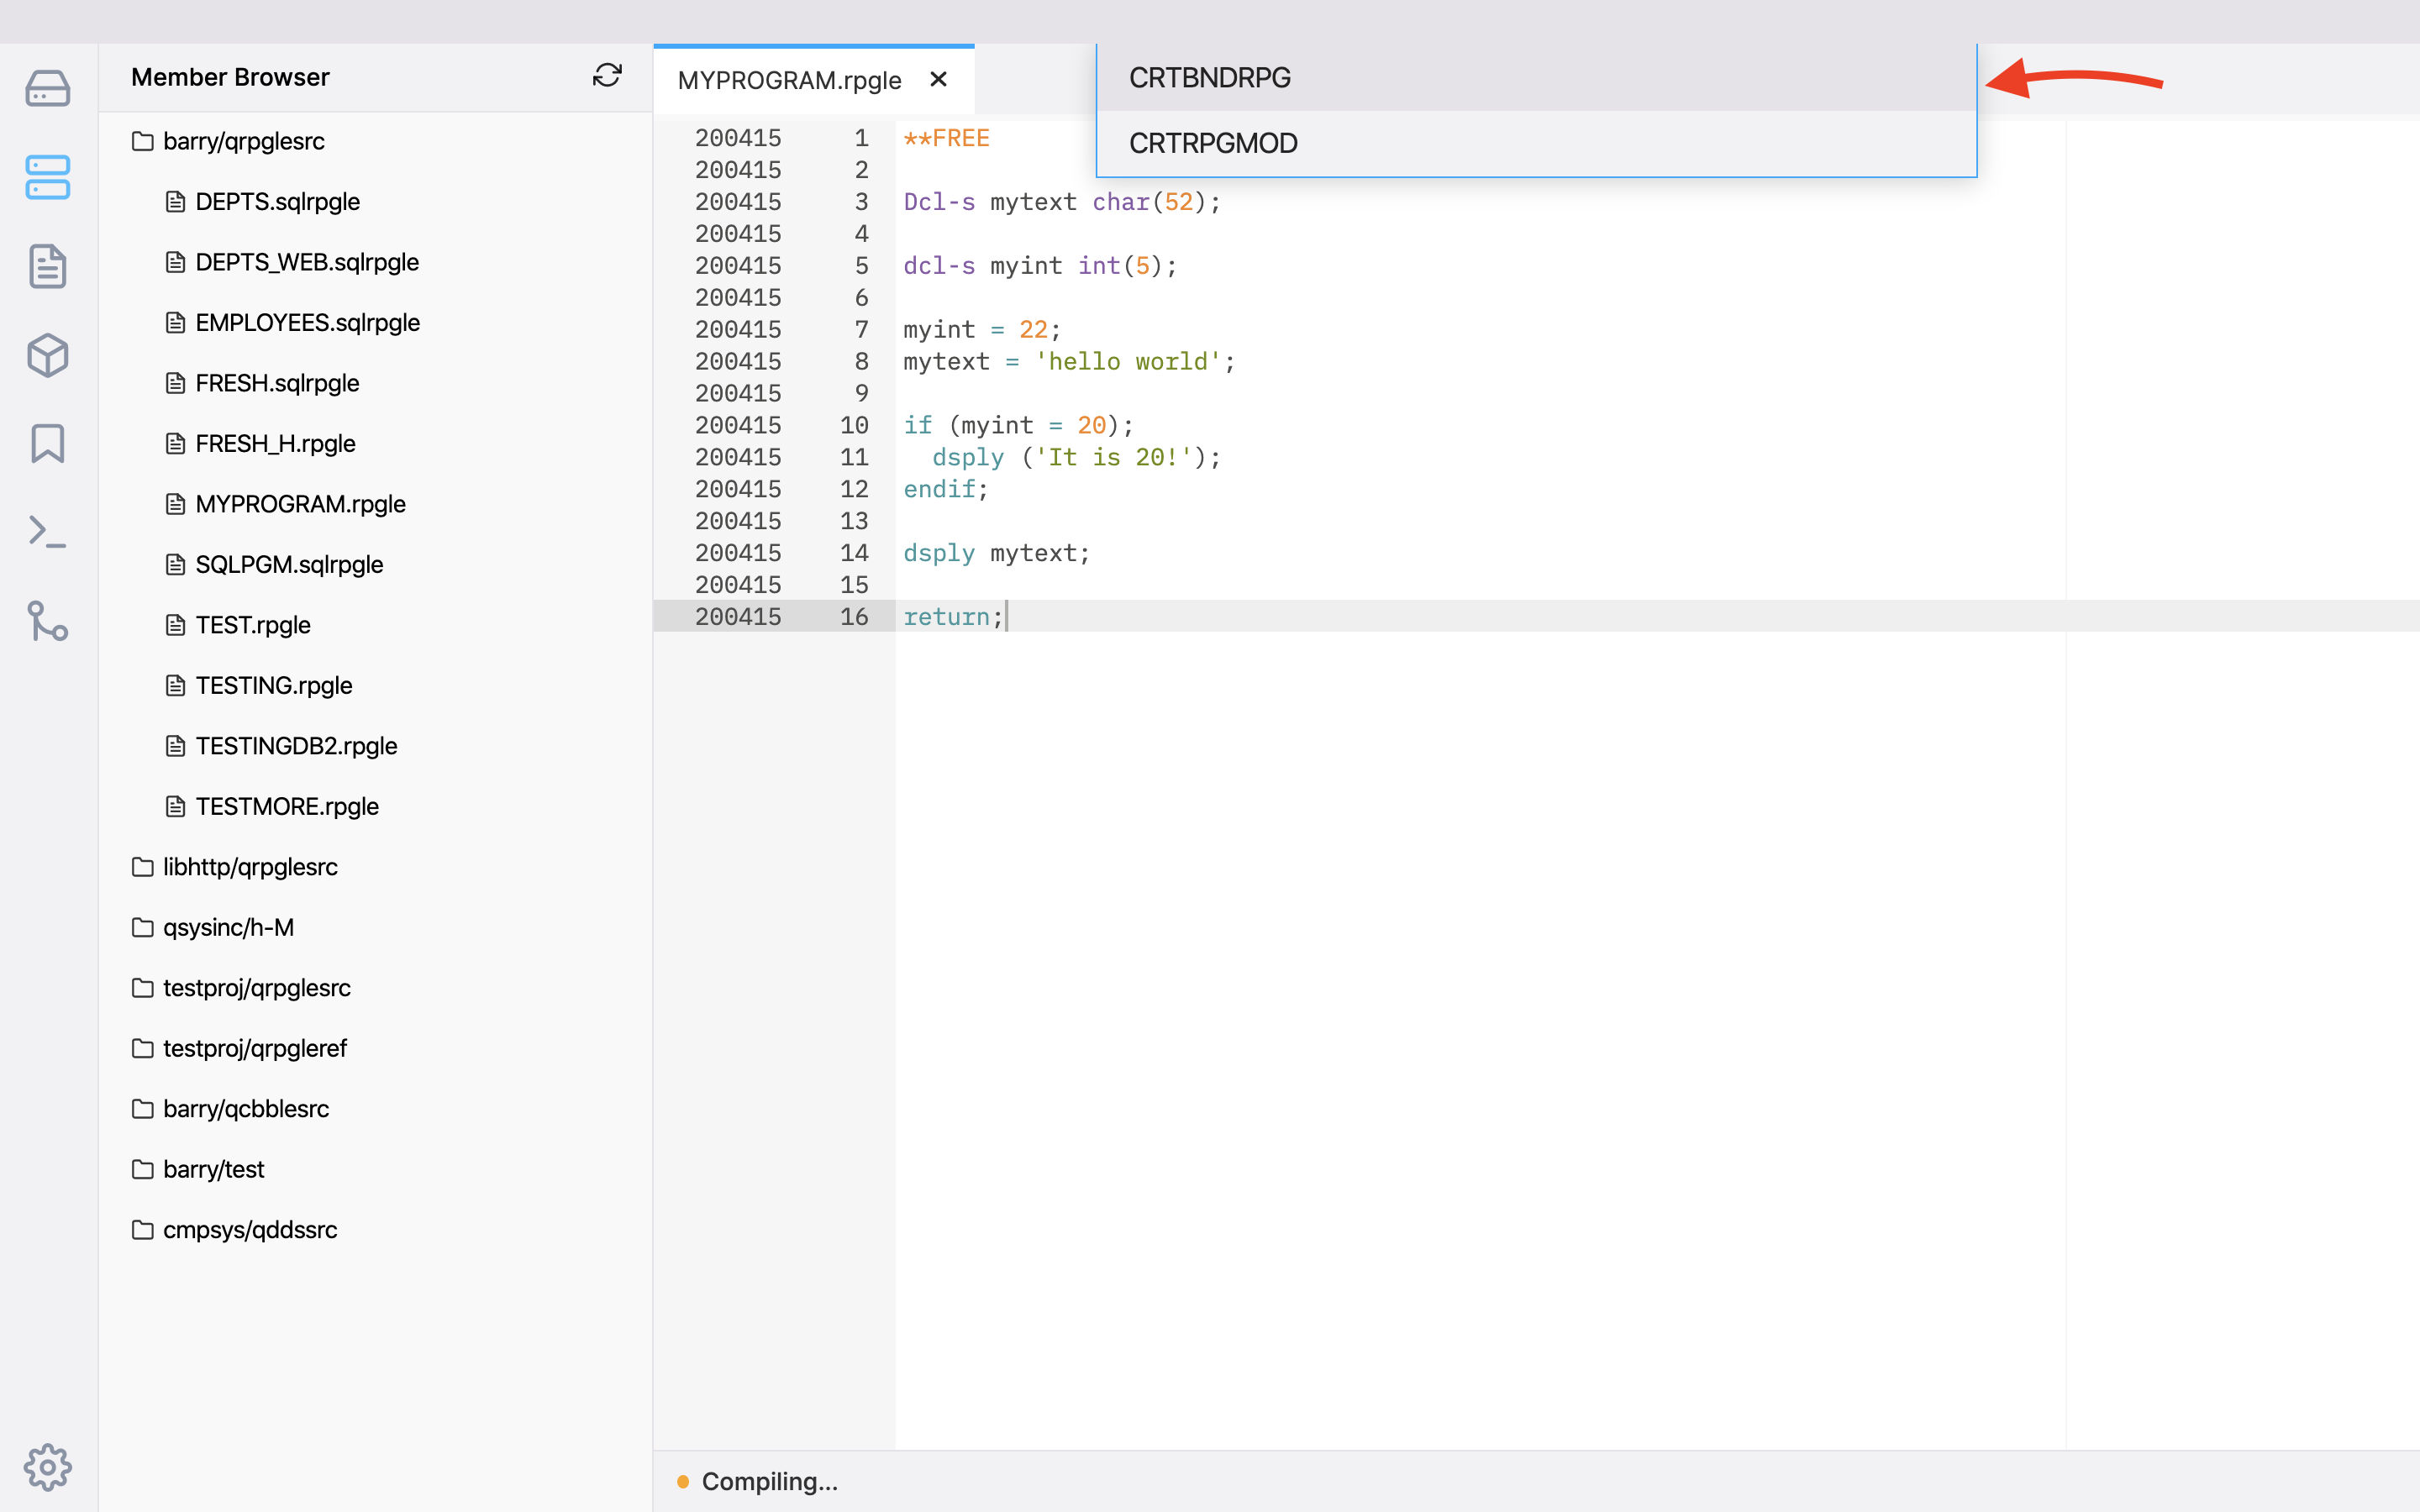 Member Browser
barry/qrpglesrc
DEPTS.sqlrpgle
DEPTS_WEB.sqlrpgle
EMPLOYEES.sqlrpgle
FRESH.sqlrpgle
FRESH_H.rpgle
MYPROGRAM.rpgle
SQLPGM.sqlrpgle
TEST.rpgle
TESTING.rpgle
TESTINGDB2.rpgle
TESTMORE.rpgle
libhttp/qrpglesrc
qsysinc/h-M
testproj/qrpglesrc
testproj/qrpgleref
barry/qcbblesrc
barry/test
cmpsys/qddssrc
MYPROGRAM.rpgle
CRTBNDRPG
CRTRPGMOD
200415 1 **FREE
200415 2
200415 3 Dcl-s mytext char(52);
200415 4
200415 5 dcl-s myint int(5);
200415 6
200415 7 myint = 22;
200415 8 mytext = 'hello world';
200415 9
200415 10 if (myint = 20);
200415 11 dsply ('It is 20!');
200415 12 endif;
200415 13
200415 14 dsply mytext;
200415 15
200415 16 return;
Compiling...